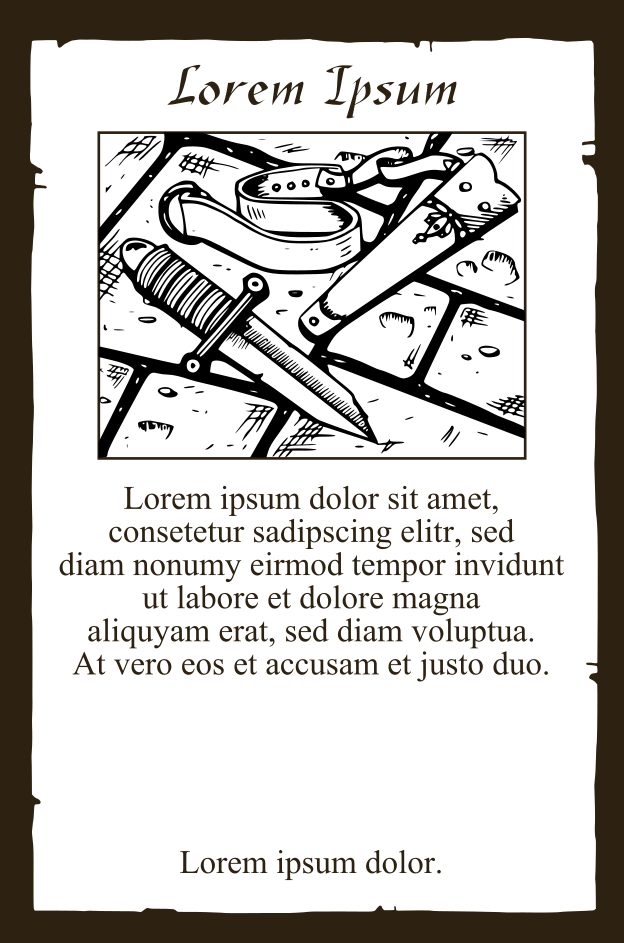 Lorem Ipsum
Lorem ipsum dolor sit amet,
consetetur sadipscing elitr, sed
diam nonumy eirmod tempor invidunt
ut labore et dolore magna
aliquyam erat, sed diam voluptua.
At vero eos et accusam et justo duo.
Lorem ipsum dolor.